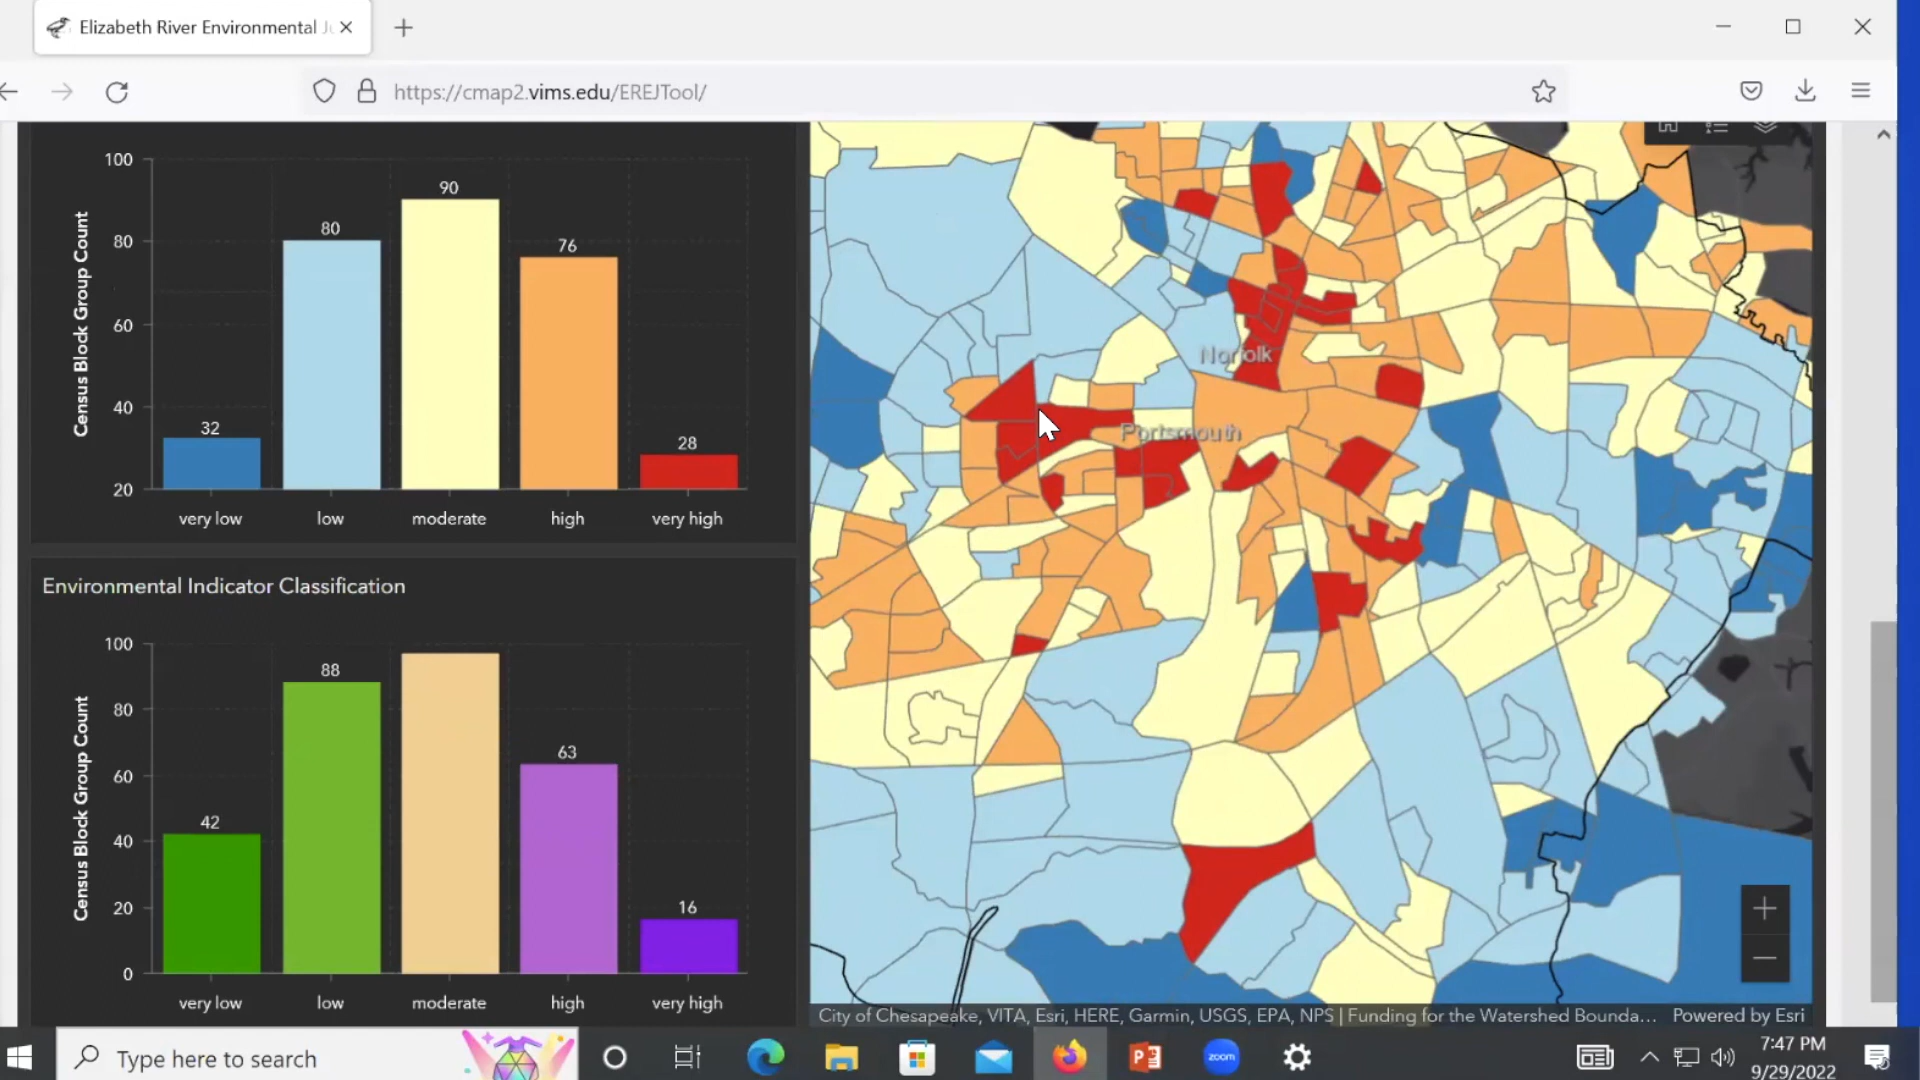 Elizabeth River Environmental Ju
https://cmap2.vims.edu/EREJTool/
100
80
60
40
20
Census Block Group Count
32
80
90
76
28
very low
low
moderate
high
very high
Environmental Indicator Classification
100
80
60
40
20
0
Census Block Group Count
42
88
63
16
very low
low
moderate
high
very high
Norfolk
Portsmouth
City of Chesapeake, VITA, Esri, HERE, Garmin, USGS, EPA, NPS | Funding for the Watershed Bounda... Powered by Esri
Type here to search
zoom
7:47 PM
9/29/2022